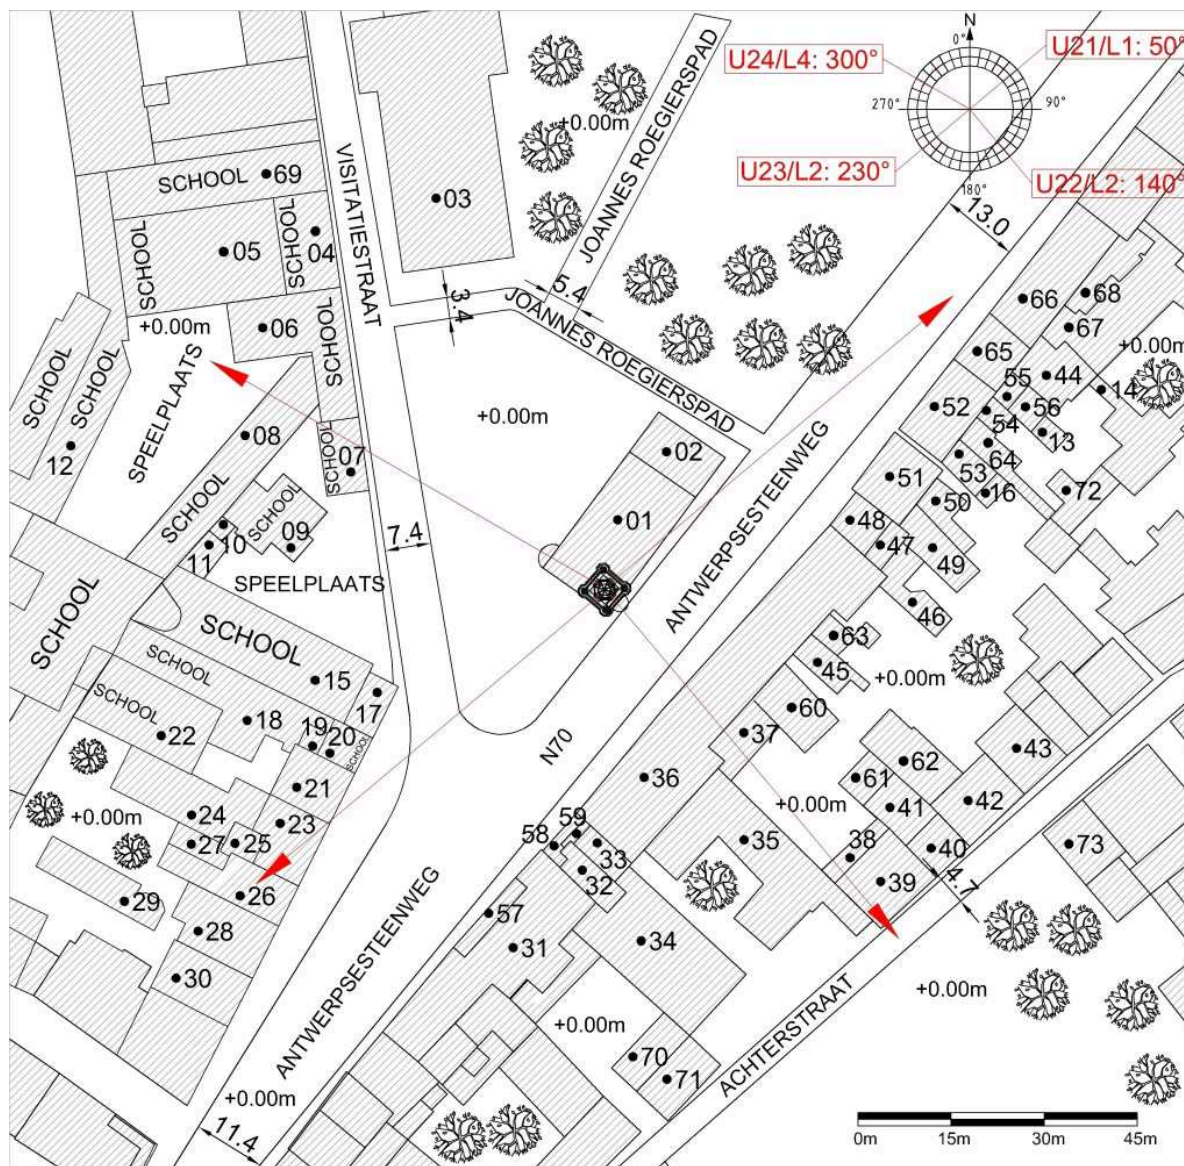 N
0°
90°
180°
270°
U24/L4: 300°
U21/L1: 50°
U23/L2: 230°
U22/L2: 140°
13.0
JOANNES ROEGIERSPAD
+0.00m
VISITATIESTRAAT
SCHOOL
69
03
SCHOOL
05
SCHOOL
04
06
+0.00m
SCHOOL
3.4
5.4
JOANNES ROEGIERSPAD
66
68
67
+0.00m
65
44
14
55
56
52
54
13
53
64
16
72
SCHOOL
SCHOOL
12
SPEELPLAATS
08
SCHOOL
07
SCHOOL
+0.00m
02
01
ANTWERPSESTEENWEG
51
50
48
47
49
46
10
11
SCHOOL
09
7.4
SPEELPLAATS
SCHOOL
SCHOOL
15
17
SCHOOL
SCHOOL
22
18
19
20
SCHOOL
21
24
23
27
25
26
+0.00m
29
28
30
63
45
+0.00m
60
37
N70
36
62
61
41
43
42
+0.00m
38
40
39
4.7
73
58
59
33
32
35
57
31
34
+0.00m
70
71
ANTWERPSESTEENWEG
+0.00m
11.4
ACHTERSTRAAT
+0.00m
0m
15m
30m
45m